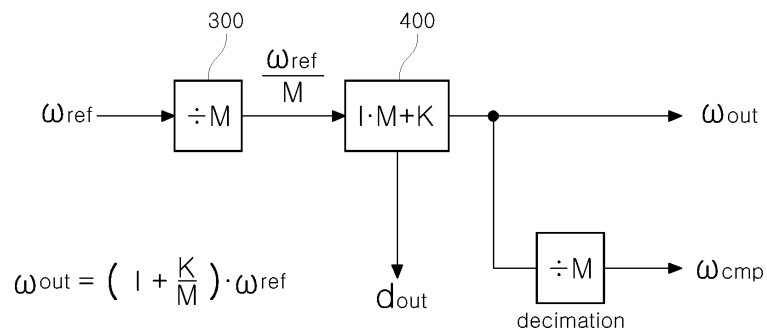 300
400
ωref
÷M
ωref/M
I·M+K
ωout
dout
÷M
ωcmp
decimation
ωout = ( I + K/M )·ωref